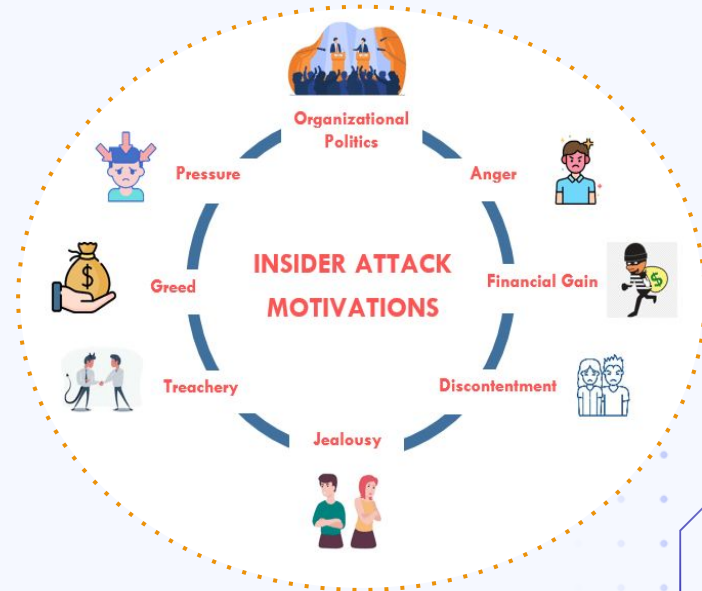 Organizational
Politics
Pressure
Anger
INSIDER ATTACK
MOTIVATIONS
Greed
Financial Gain
Treachery
Discontentment
Jealousy
$
$